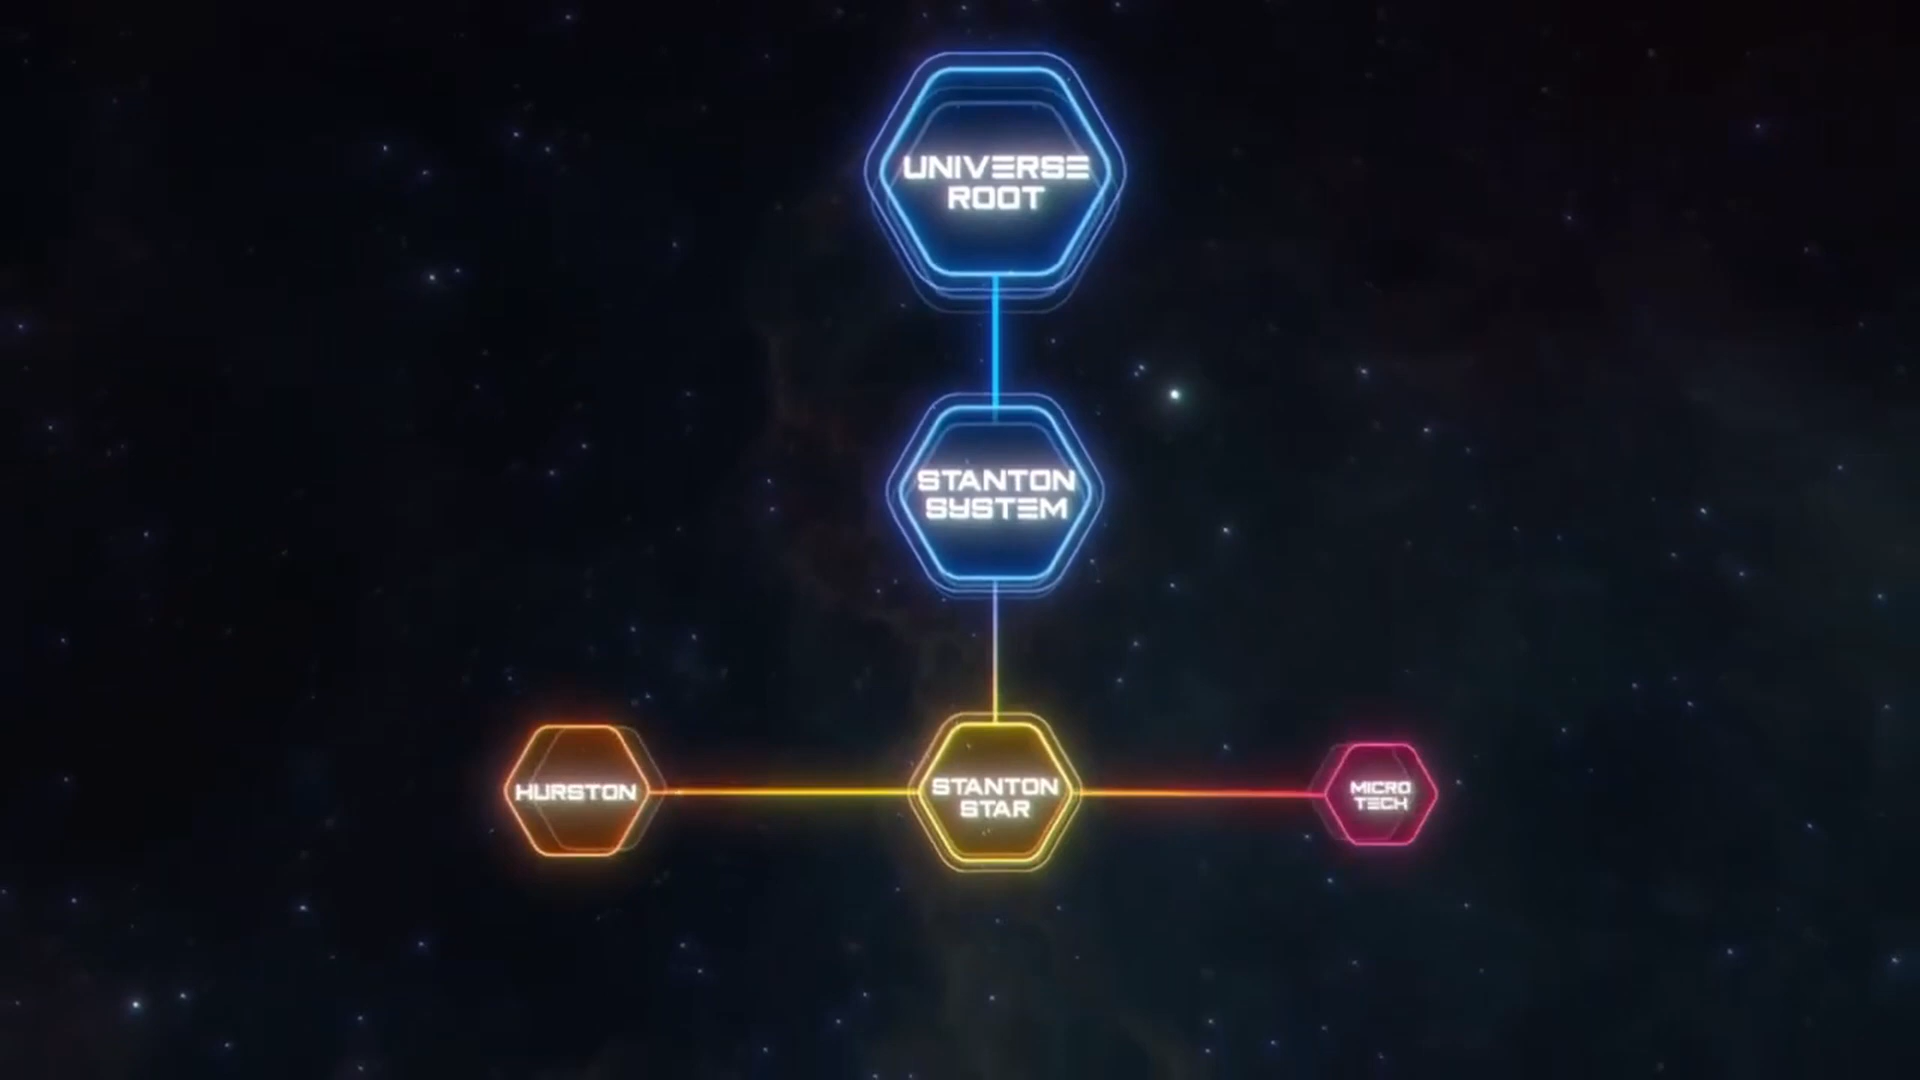 UNIVERSE
ROOT
STANTON
SYSTEM
HURSTON
STANTON
STAR
MICRO
TECH